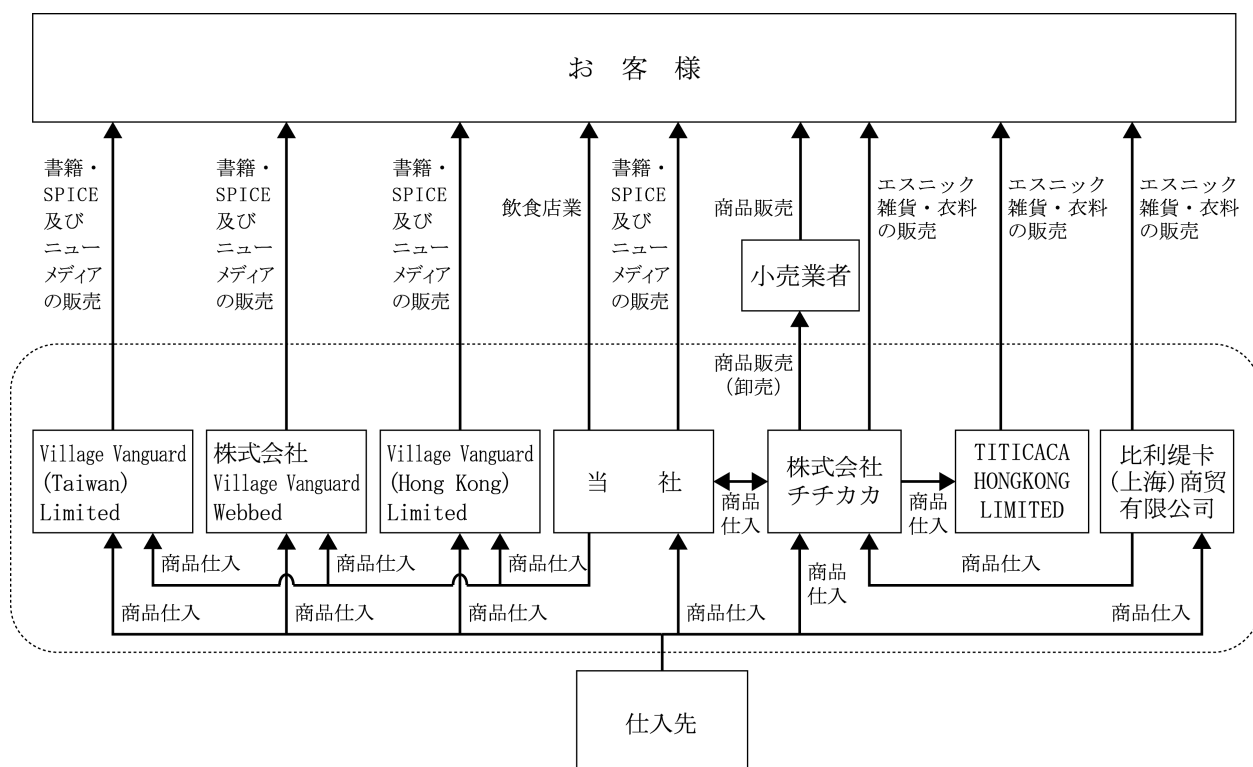 お　客　様
書籍・
SPICE
及び
ニュー
メディア
の販売
書籍・
SPICE
及び
ニュー
メディア
の販売
書籍・
SPICE
及び
ニュー
メディア
の販売
飲食店業
書籍・
SPICE
及び
ニュー
メディア
の販売
商品販売
エスニック
雑貨・衣料
の販売
エスニック
雑貨・衣料
の販売
エスニック
雑貨・衣料
の販売
小売業者
商品販売
(卸売)
Village Vanguard
(Taiwan)
Limited
株式会社
Village Vanguard
Webbed
Village Vanguard
(Hong Kong)
Limited
当　社
商品
仕入
株式会社
チチカカ
商品
仕入
TITICACA
HONGKONG
LIMITED
比利缇卡
(上海)商贸
有限公司
商品仕入
商品仕入
商品仕入
商品
仕入
商品仕入
商品仕入
商品仕入
商品仕入
商品仕入
商品仕入
仕入先